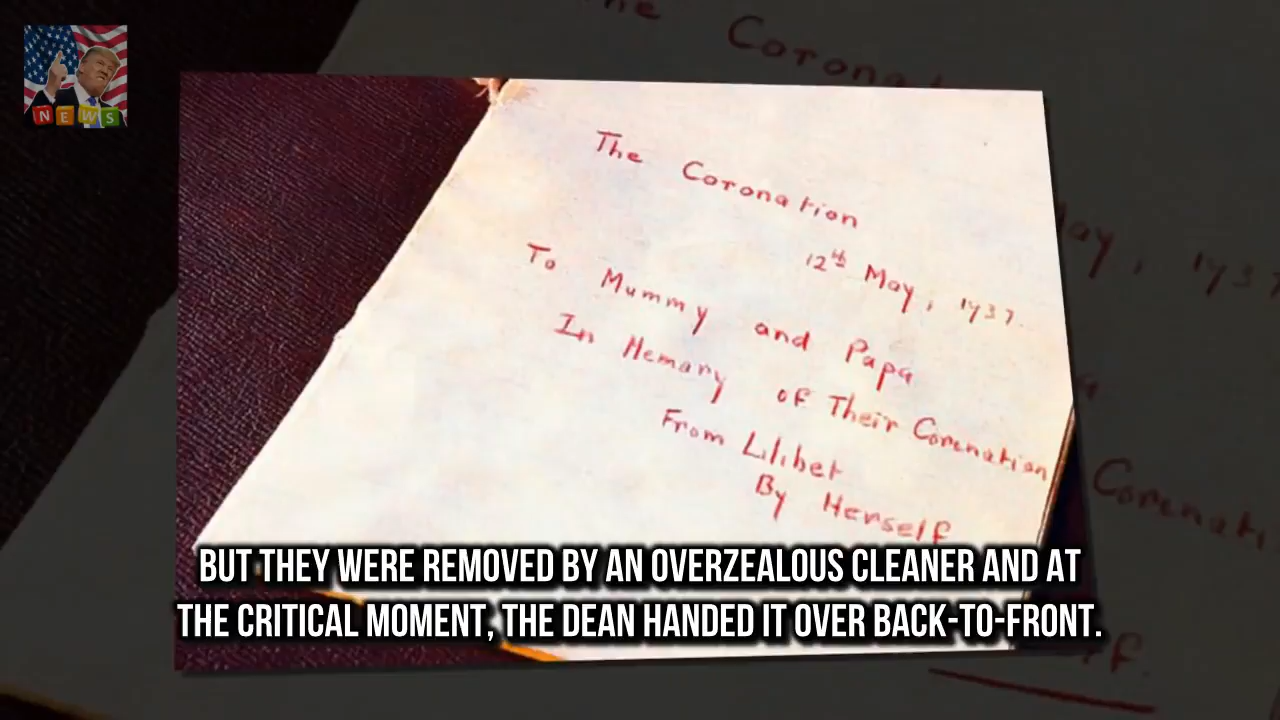 NEWS
The Coronation
12th May, 1937.
To Mummy and Papa
In Memory of Their Coronation
From Lilibet
By Herself
BUT THEY WERE REMOVED BY AN OVERZEALOUS CLEANER AND AT
THE CRITICAL MOMENT, THE DEAN HANDED IT OVER BACK-TO-FRONT.